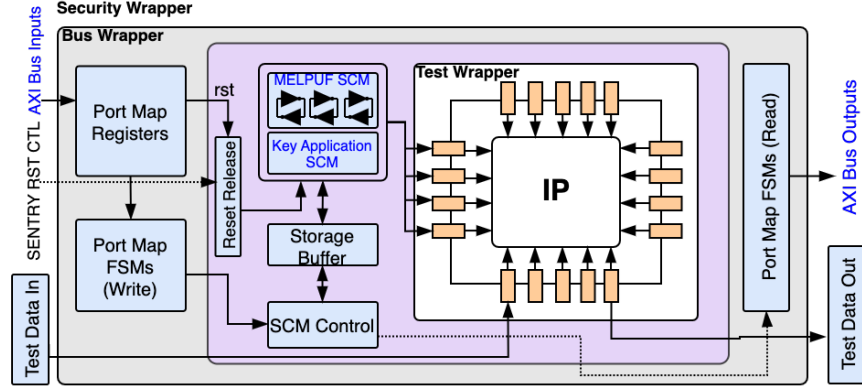 Security Wrapper
Bus Wrapper
AXI Bus Inputs
SENTRY RST CTL
Test Data In
Port Map
Registers
rst
Port Map
FSMs
(Write)
Reset Release
MELPUF SCM
Key Application
SCM
Storage
Buffer
SCM Control
Test Wrapper
IP
Port Map FSMs (Read)
AXI Bus Outputs
Test Data Out